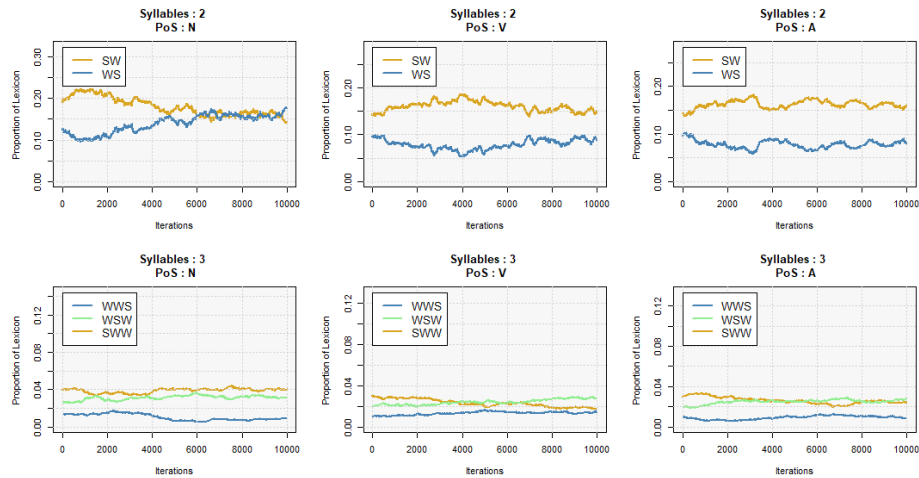 Syllables : 2
PoS : N
Proportion of Lexicon
0.00
0.10
0.20
0.30
SW
WS
0
2000
4000
6000
8000
10000
Iterations
Syllables : 2
PoS : V
Proportion of Lexicon
0.00
0.10
0.20
SW
WS
0
2000
4000
6000
8000
10000
Iterations
Syllables : 2
PoS : A
Proportion of Lexicon
0.00
0.10
0.20
SW
WS
0
2000
4000
6000
8000
10000
Iterations
Syllables : 3
PoS : N
Proportion of Lexicon
0.00
0.04
0.08
0.12
WWS
WSW
SWW
0
2000
4000
6000
8000
10000
Iterations
Syllables : 3
PoS : V
Proportion of Lexicon
0.00
0.04
0.08
0.12
WWS
WSW
SWW
0
2000
4000
6000
8000
10000
Iterations
Syllables : 3
PoS : A
Proportion of Lexicon
0.00
0.04
0.08
0.12
WWS
WSW
SWW
0
2000
4000
6000
8000
10000
Iterations